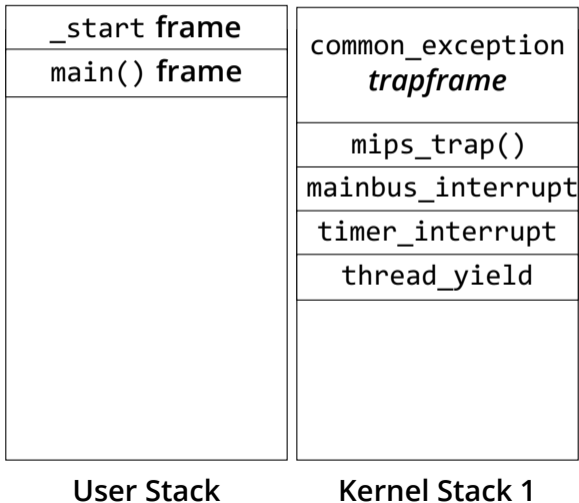 _start frame
main() frame
common_exception
trapframe
mips_trap()
mainbus_interrupt
timer_interrupt
thread_yield
User Stack
Kernel Stack 1